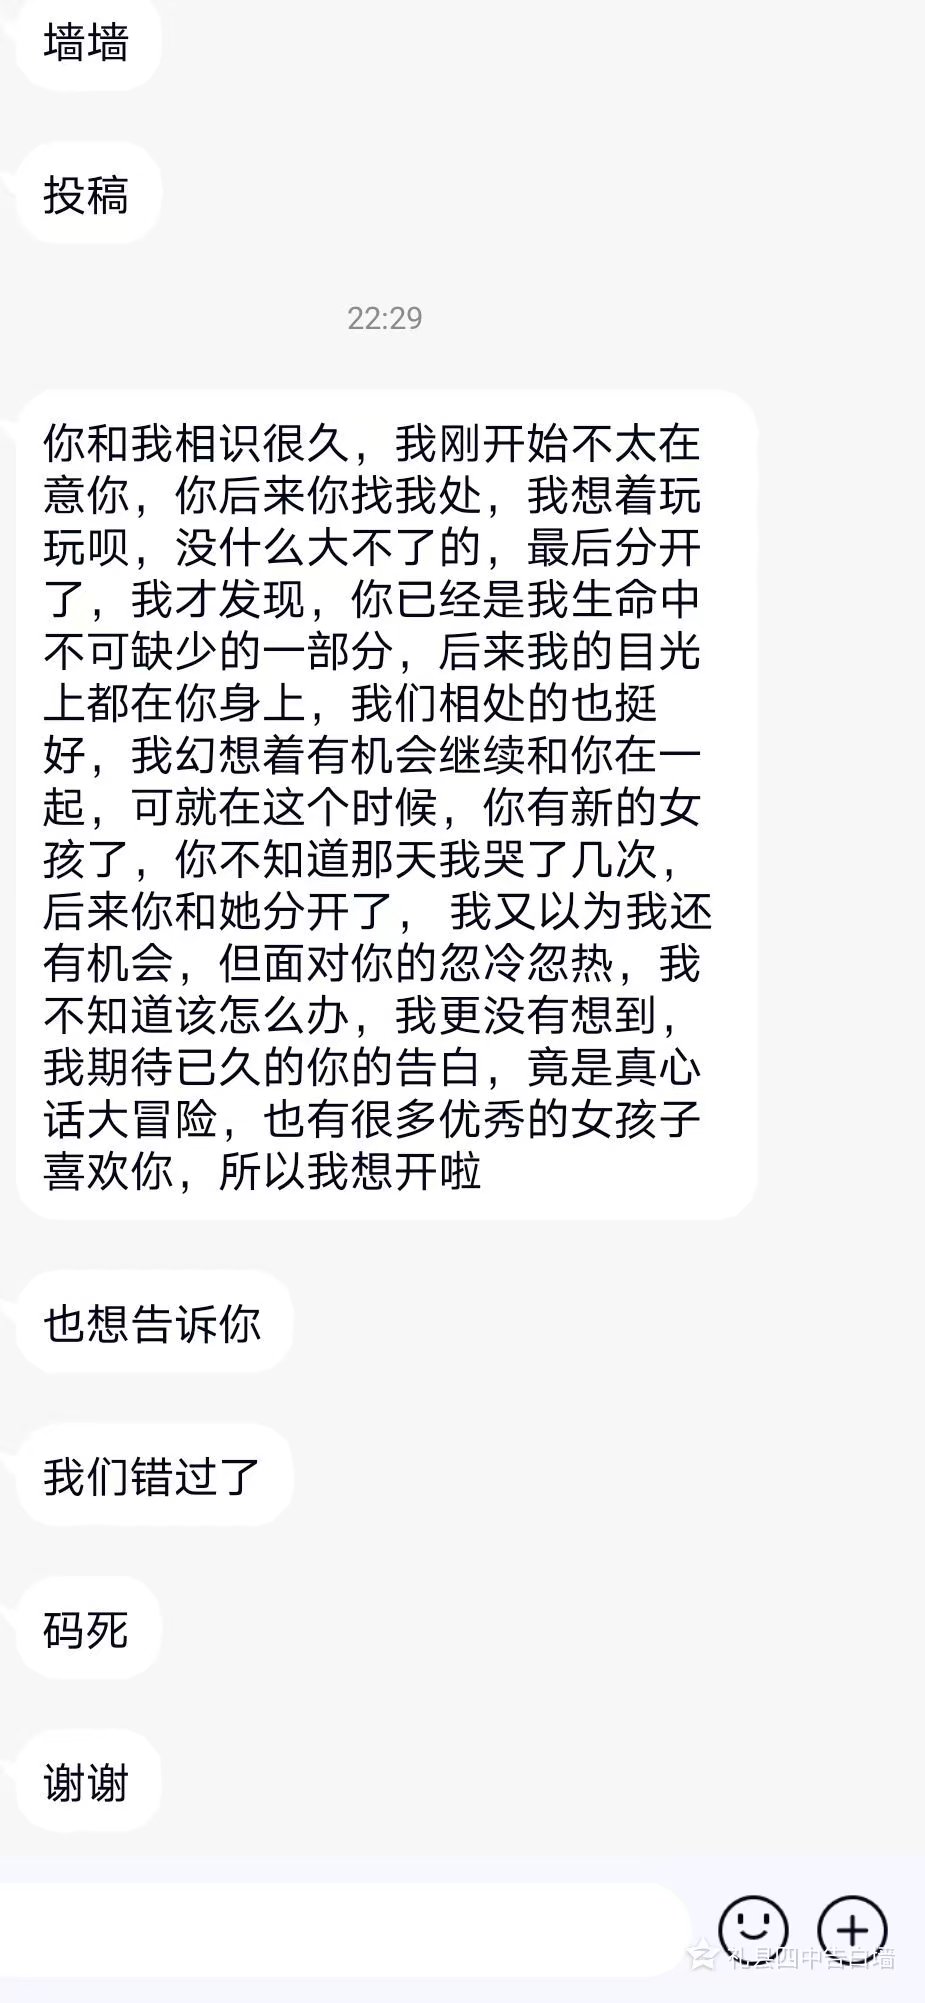 墙墙
投稿
22:29
你和我相识很久，我刚开始不太在
意你，你后来你找我处，我想着玩
玩呗，没什么大不了的，最后分开
了，我才发现，你已经是我生命中
不可缺少的一部分，后来我的目光
上都在你身上，我们相处的也挺
好，我幻想着有机会继续和你在一
起，可就在这个时候，你有新的女
孩了，你不知道那天我哭了几次，
后来你和她分开了， 我又以为我还
有机会，但面对你的忽冷忽热，我
不知道该怎么办，我更没有想到，
我期待已久的你的告白，竟是真心
话大冒险，也有很多优秀的女孩子
喜欢你，所以我想开啦
也想告诉你
我们错过了
码死
谢谢
礼县四中告白墙